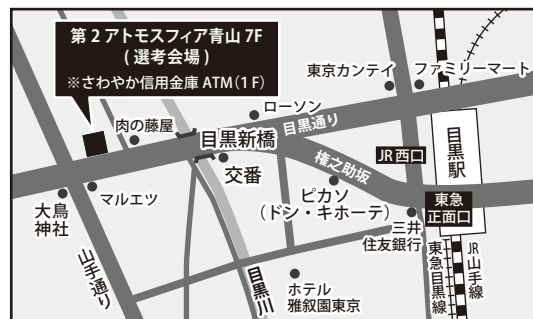 第2アトモスフィア青山 7F
(選考会場)
※さわやか信用金庫 ATM(1F)
東京カンテイ
ファミリーマート
ローソン
目黒通り
肉の藤屋
目黒新橋
交番
権之助坂
JR西口
目黒駅
マルエツ
大鳥
神社
ピカソ
(ドン・キホーテ)
東急
正面口
三井
住友銀行
山手通り
目黒川
ホテル
雅叙園東京
東急目黒線
JR山手線